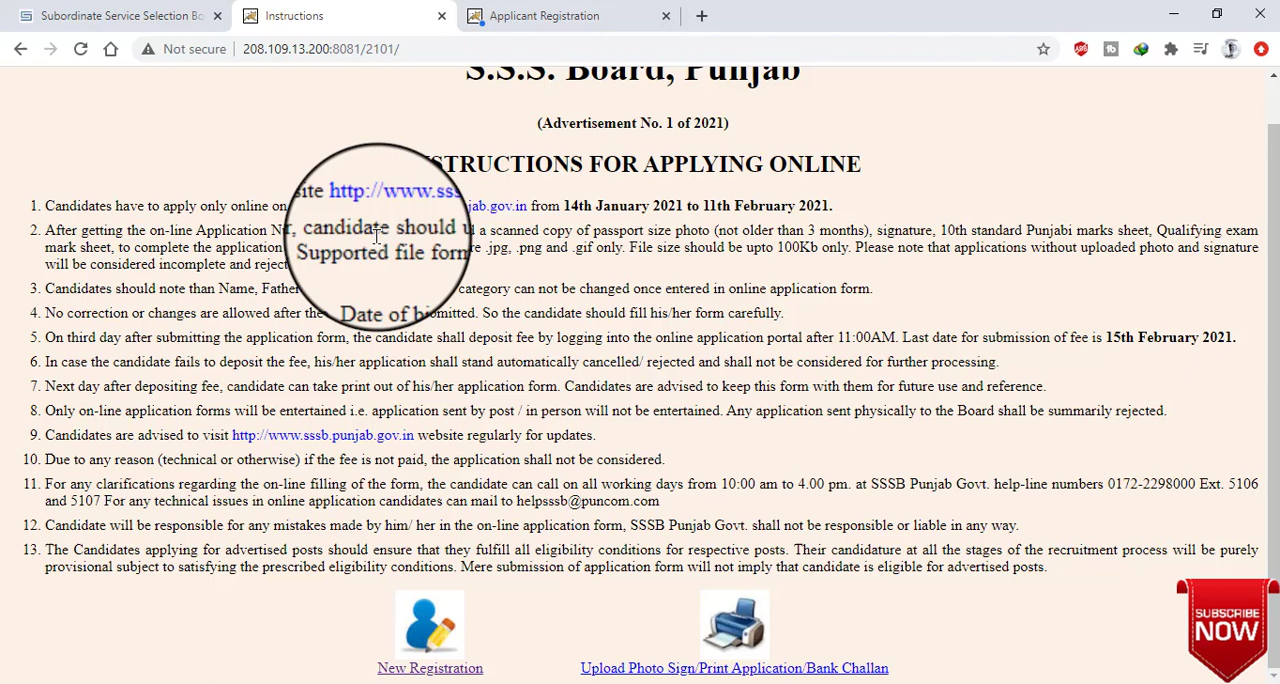 Subordinate Service Selection Bo
Instructions
Applicant Registration
Not secure
208.109.13.200:8081/2101/
S.S.S. Board, Punjab
(Advertisement No. 1 of 2021)
STRUCTIONS FOR APPLYING ONLINE
1. Candidates have to apply only online on site http://www.sss jab.gov.in from 14th January 2021 to 11th February 2021.
2. After getting the on-line Application N r, candidate should u d a scanned copy of passport size photo (not older than 3 months), signature, 10th standard Punjabi marks sheet, Qualifying exam
mark sheet, to complete the application Supported file form re .jpg, .png and .gif only. File size should be upto 100Kb only. Please note that applications without uploaded photo and signature
will be considered incomplete and reject
3. Candidates should note than Name, Father Date of bi category can not be changed once entered in online application form.
4. No correction or changes are allowed after the omitted. So the candidate should fill his/her form carefully.
5. On third day after submitting the application form, the candidate shall deposit fee by logging into the online application portal after 11:00AM. Last date for submission of fee is 15th February 2021.
6. In case the candidate fails to deposit the fee, his/her application shall stand automatically cancelled/ rejected and shall not be considered for further processing.
7. Next day after depositing fee, candidate can take print out of his/her application form. Candidates are advised to keep this form with them for future use and reference.
8. Only on-line application forms will be entertained i.e. application sent by post / in person will not be entertained. Any application sent physically to the Board shall be summarily rejected.
9. Candidates are advised to visit http://www.sssb.punjab.gov.in website regularly for updates.
10. Due to any reason (technical or otherwise) if the fee is not paid, the application shall not be considered.
11. For any clarifications regarding the on-line filling of the form, the candidate can call on all working days from 10:00 am to 4.00 pm. at SSSB Punjab Govt. help-line numbers 0172-2298000 Ext. 5106
and 5107 For any technical issues in online application candidates can mail to helpsssb@puncom.com
12. Candidate will be responsible for any mistakes made by him/ her in the on-line application form, SSSB Punjab Govt. shall not be responsible or liable in any way.
13. The Candidates applying for advertised posts should ensure that they fulfill all eligibility conditions for respective posts. Their candidature at all the stages of the recruitment process will be purely
provisional subject to satisfying the prescribed eligibility conditions. Mere submission of application form will not imply that candidate is eligible for advertised posts.
New Registration
Upload Photo Sign/Print Application/Bank Challan
SUBSCRIBE
NOW